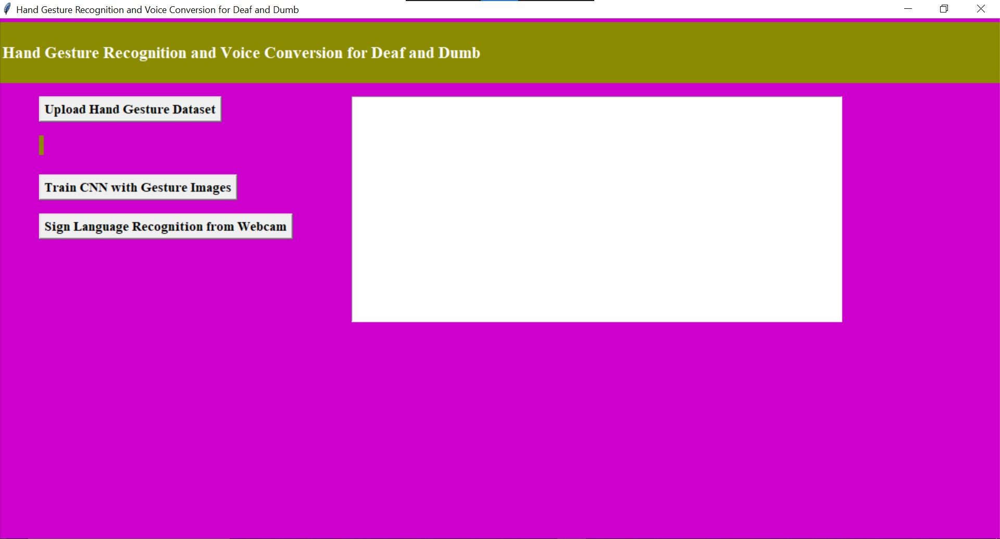 Hand Gesture Recognition and Voice Conversion for Deaf and Dumb
Hand Gesture Recognition and Voice Conversion for Deaf and Dumb
Upload Hand Gesture Dataset
Train CNN with Gesture Images
Sign Language Recognition from Webcam